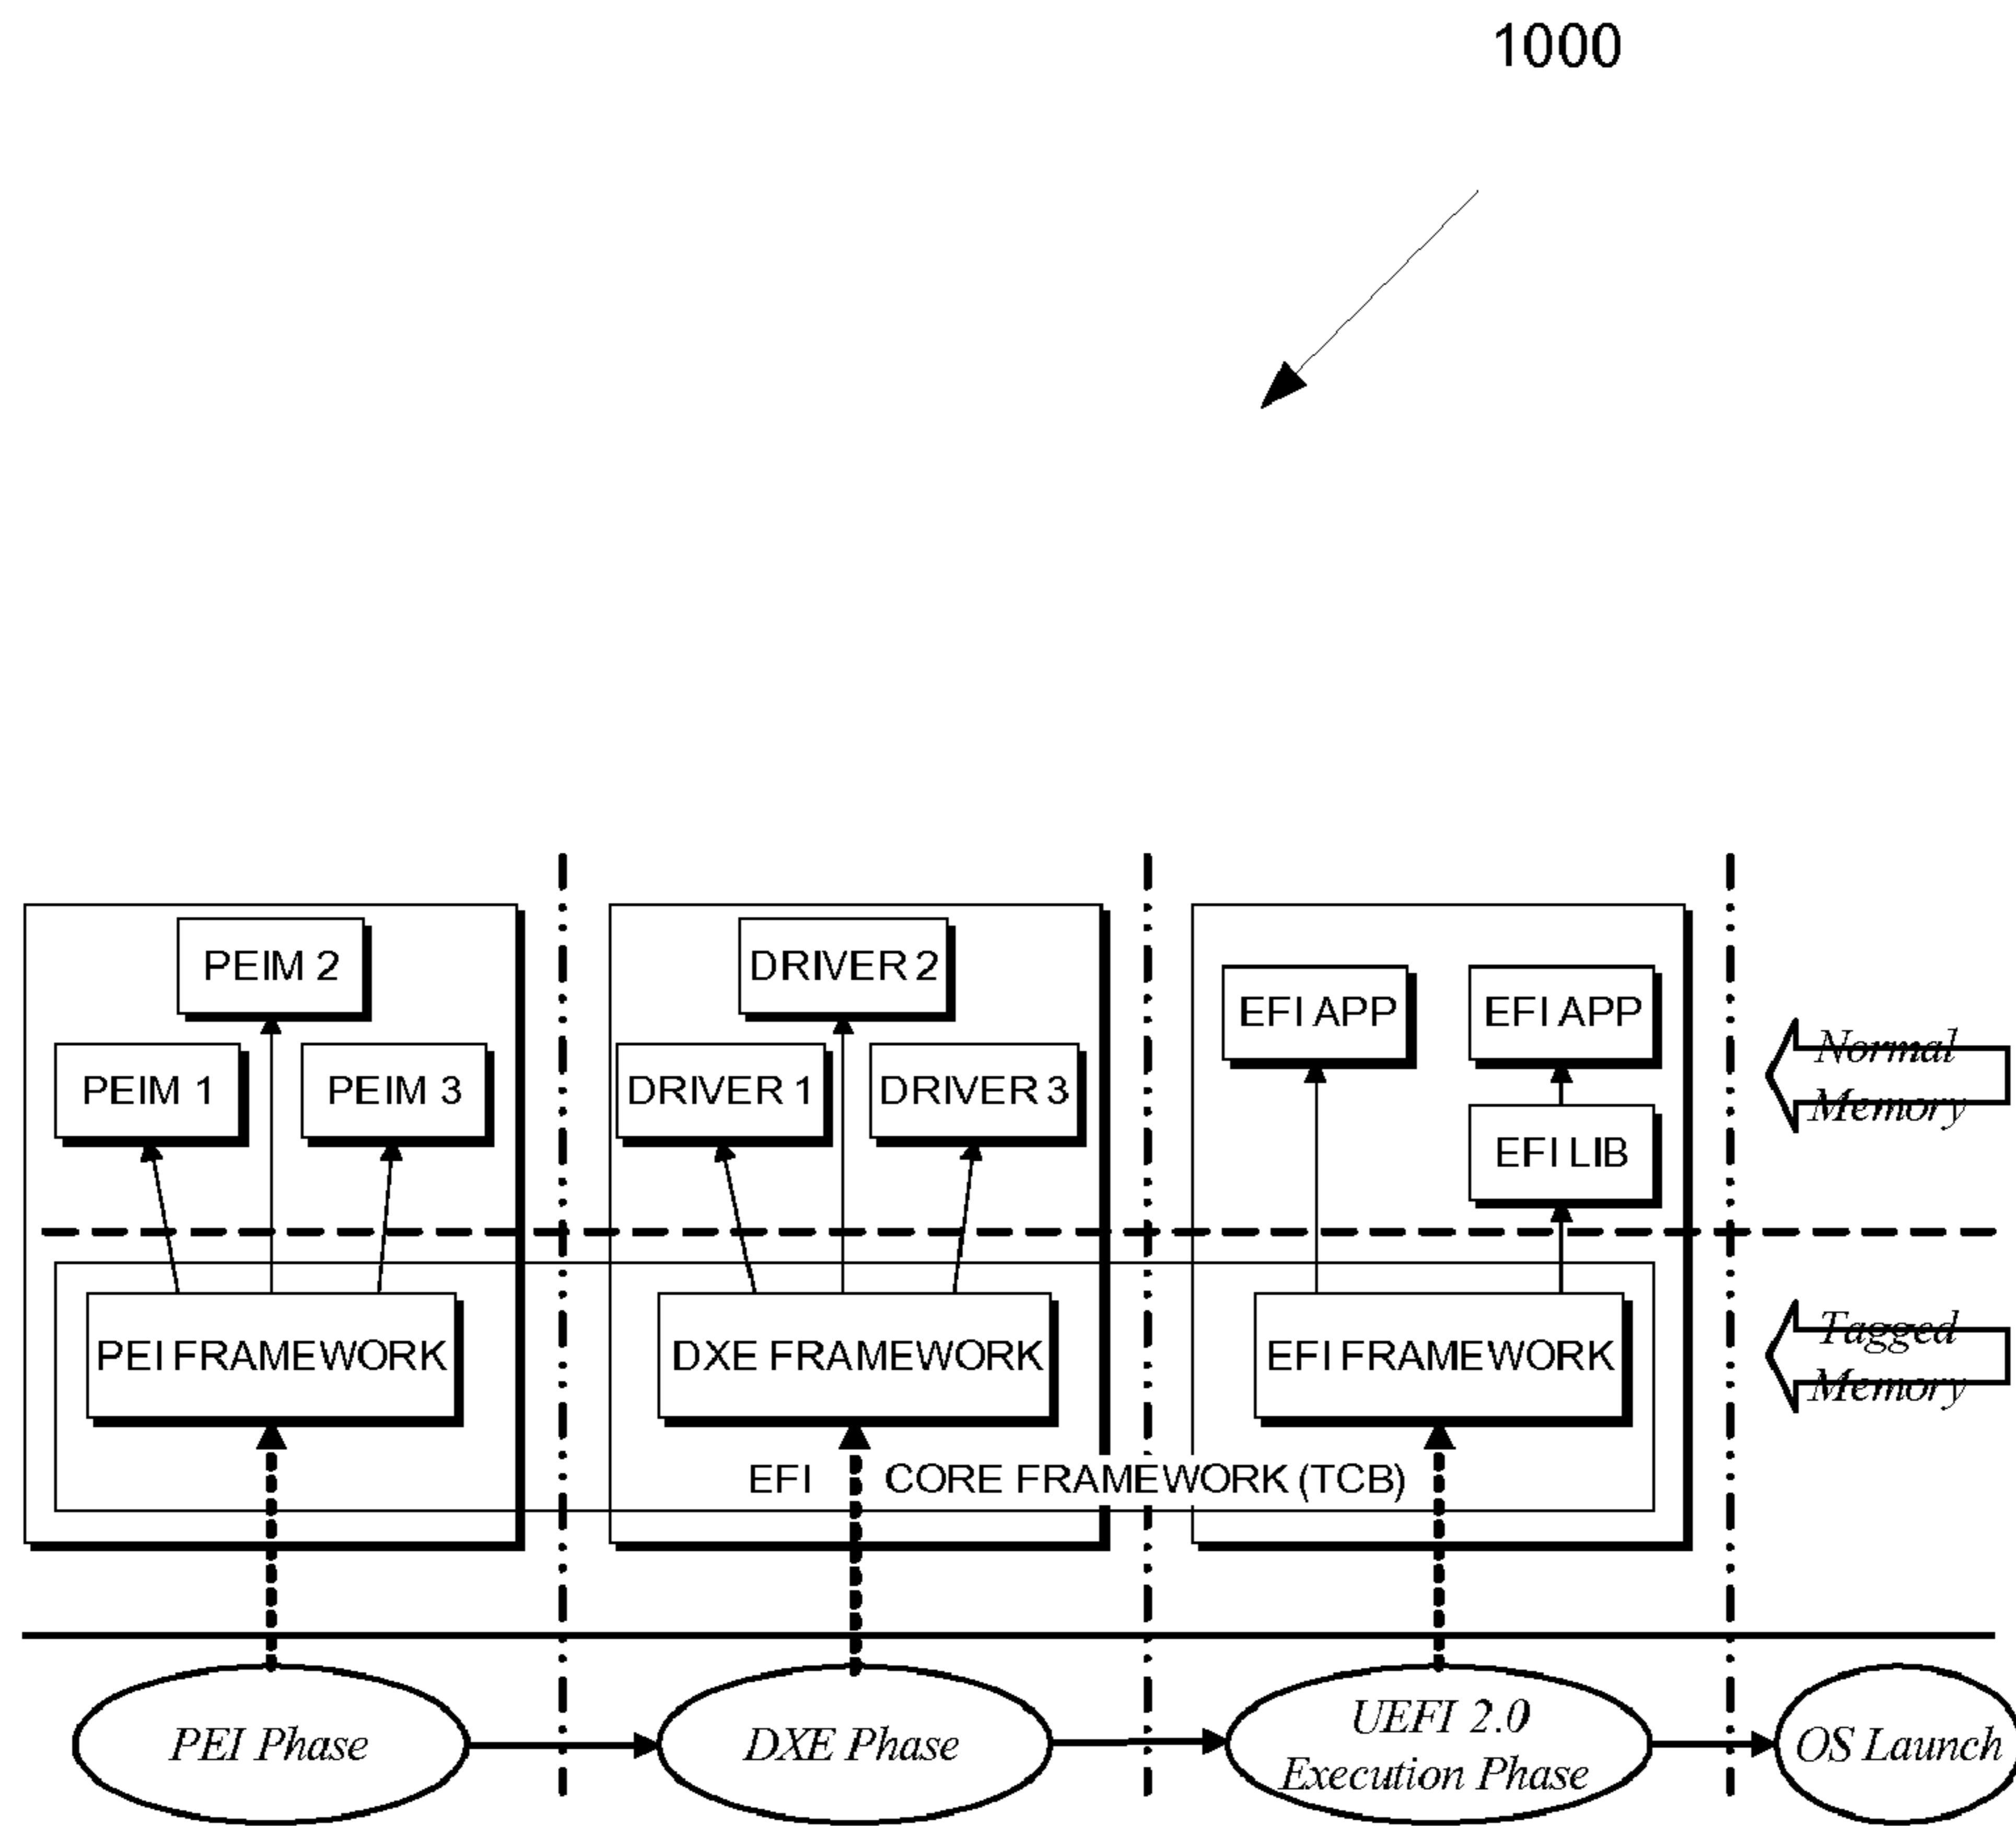 1000
PEIM 2
DRIVER 2
EFI APP
EFI APP
Normal
Memory
PEIM 1
PEIM 3
DRIVER 1
DRIVER 3
EFI LIB
PEI FRAMEWORK
DXE FRAMEWORK
EFI FRAMEWORK
Tagged
Memory
EFI CORE FRAMEWORK (TCB)
PEI Phase
DXE Phase
UEFI 2.0
Execution Phase
OS Launch